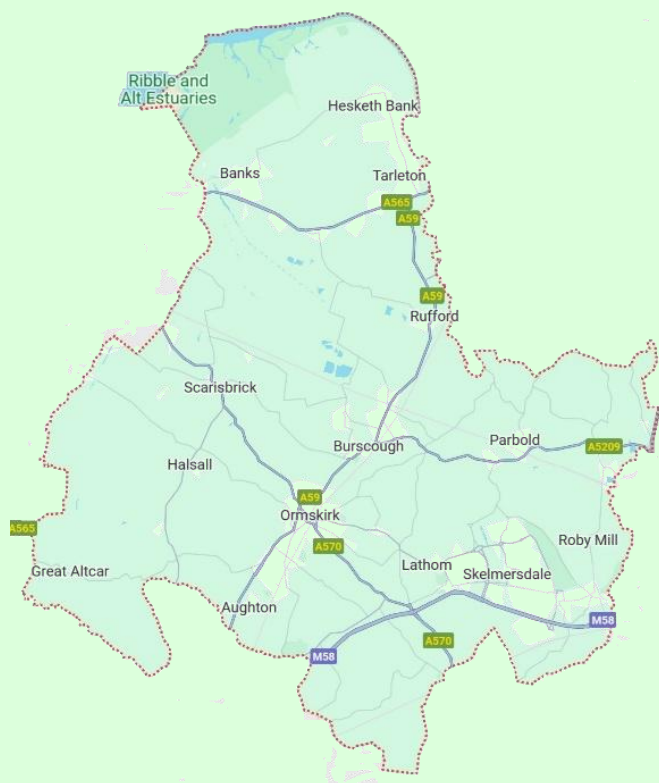 Ribble and
Alt Estuaries
Hesketh Bank
Banks
Tarleton
A565
A59
A59
Rufford
Scarisbrick
Burscough
Parbold
A5209
Halsall
A59
Ormskirk
A565
A570
Roby Mill
Great Altcar
Lathom
Skelmersdale
Aughton
M58
A570
M58